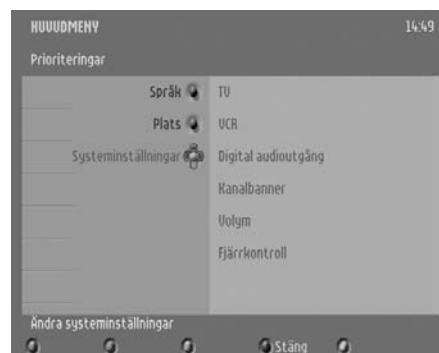 HUVUDMENY 14:49
Prioriteringar
Språk TV
Plats VCR
Systeminställningar Digital audioutgång
Kanalbanner
Volym
Fjärrkontroll
Ändra systeminställningar
Stäng